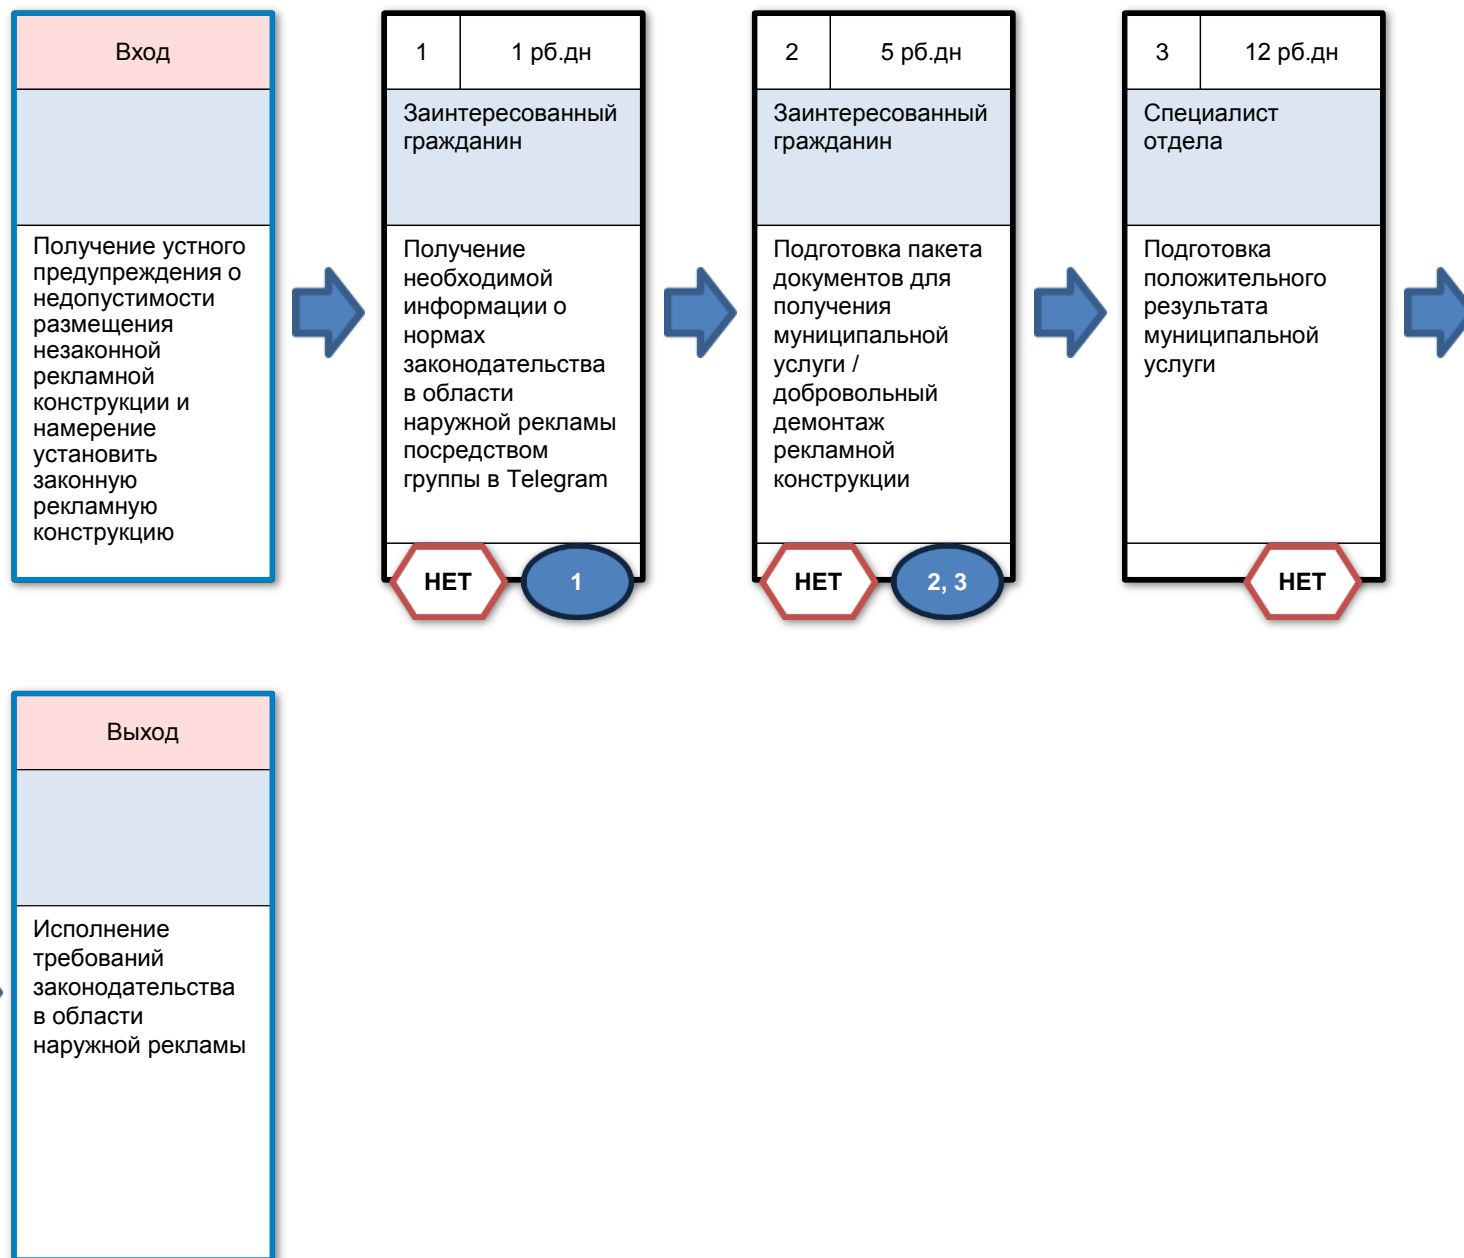 Вход
Получение устного
предупреждения о
недопустимости
размещения
незаконной
рекламной
конструкции и
намерение
установить
законную
рекламную
конструкцию
1
1 рб.дн
Заинтересованный
гражданин
Получение
необходимой
информации о
нормах
законодательства
в области
наружной рекламы
посредством
группы в Telegram
НЕТ
1
2
5 рб.дн
Заинтересованный
гражданин
Подготовка пакета
документов для
получения
муниципальной
услуги /
добровольный
демонтаж
рекламной
конструкции
НЕТ
2, 3
3
12 рб.дн
Специалист
отдела
Подготовка
положительного
результата
муниципальной
услуги
НЕТ
Выход
Исполнение
требований
законодательства
в области
наружной рекламы